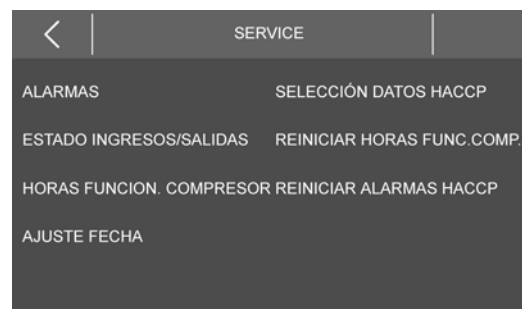 SERVICE
ALARMAS
SELECCIÓN DATOS HACCP
ESTADO INGRESOS/SALIDAS
REINICIAR HORAS FUNC.COMP.
HORAS FUNCION. COMPRESOR
REINICIAR ALARMAS HACCP
AJUSTE FECHA